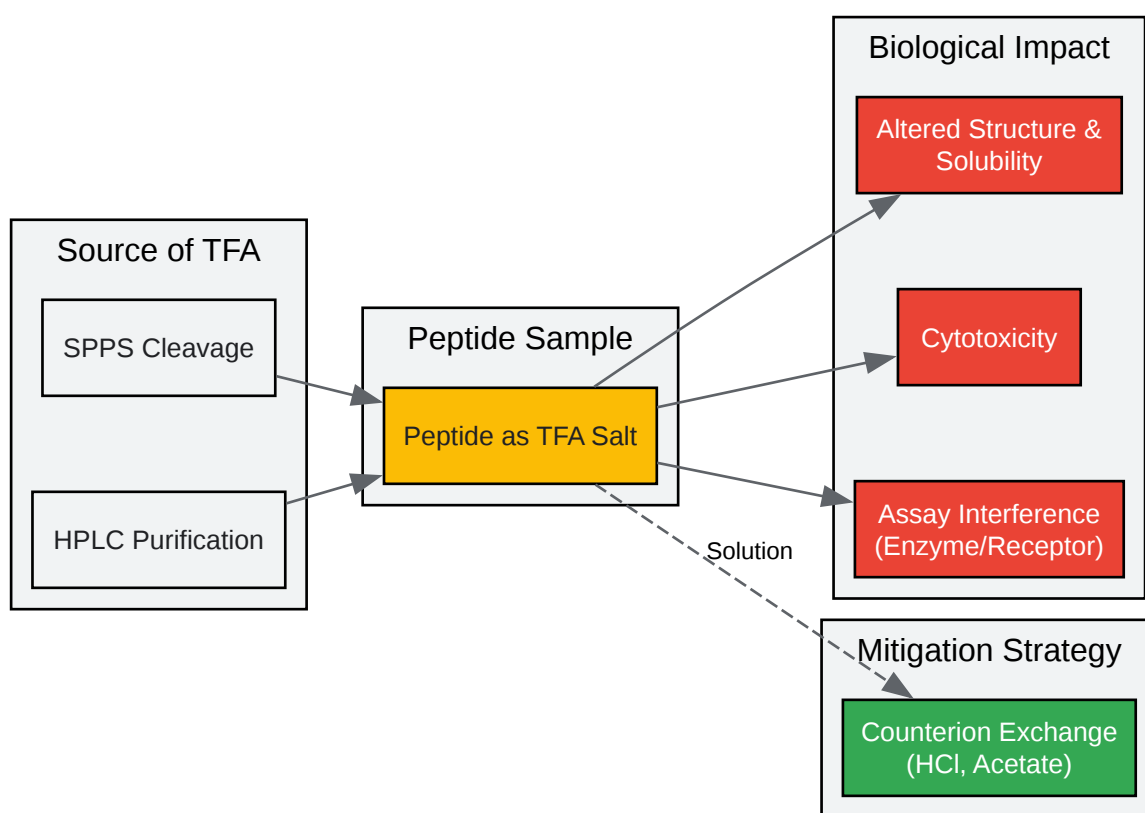 Source of TFA
SPPS Cleavage
HPLC Purification
Peptide Sample
Peptide as TFA Salt
Solution
Biological Impact
Altered Structure &
Solubility
Cytotoxicity
Assay Interference
(Enzyme/Receptor)
Mitigation Strategy
Counterion Exchange
(HCl, Acetate)